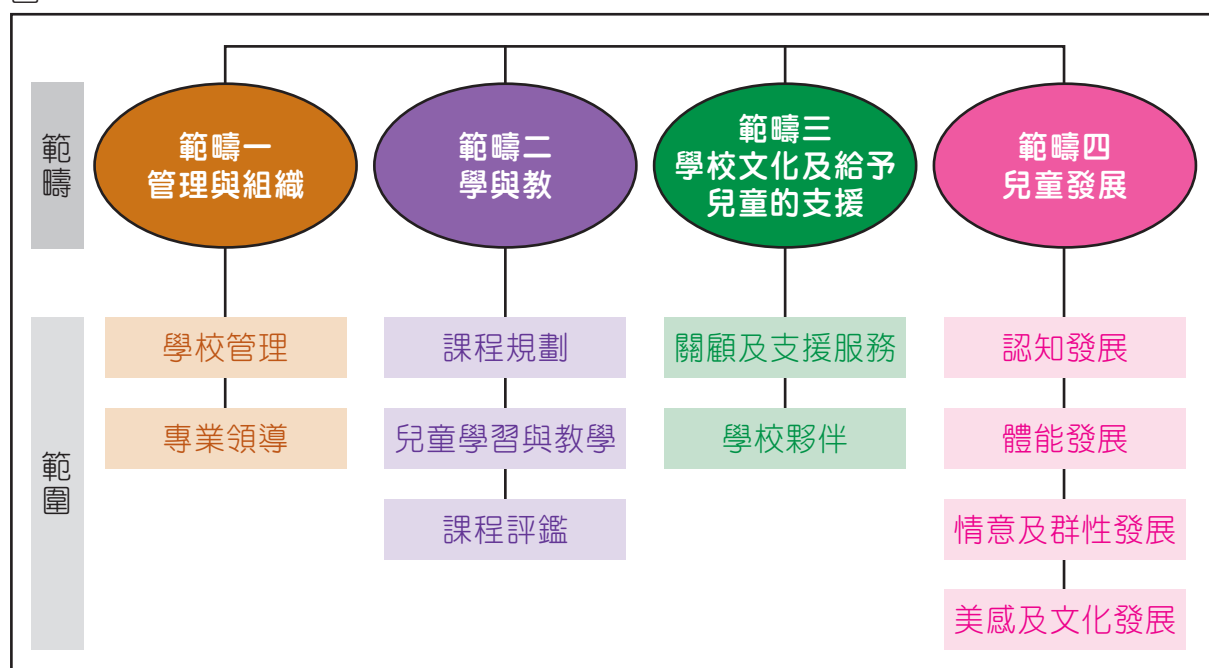 範疇
範疇一
管理與組織
範疇二
學與教
範疇三
學校文化及給予
兒童的支援
範疇四
兒童發展
範圍
學校管理
專業領導
課程規劃
兒童學習與教學
課程評鑑
關顧及支援服務
學校夥伴
認知發展
體能發展
情意及群性發展
美感及文化發展